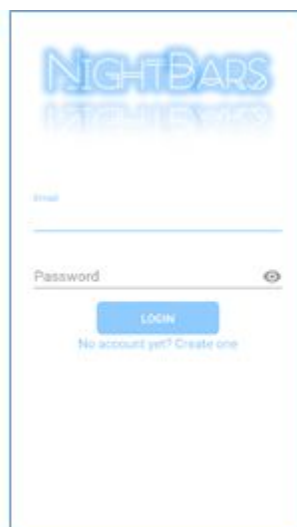 NIGHTBARS
Email
Password
LOGIN
No account yet? Create one